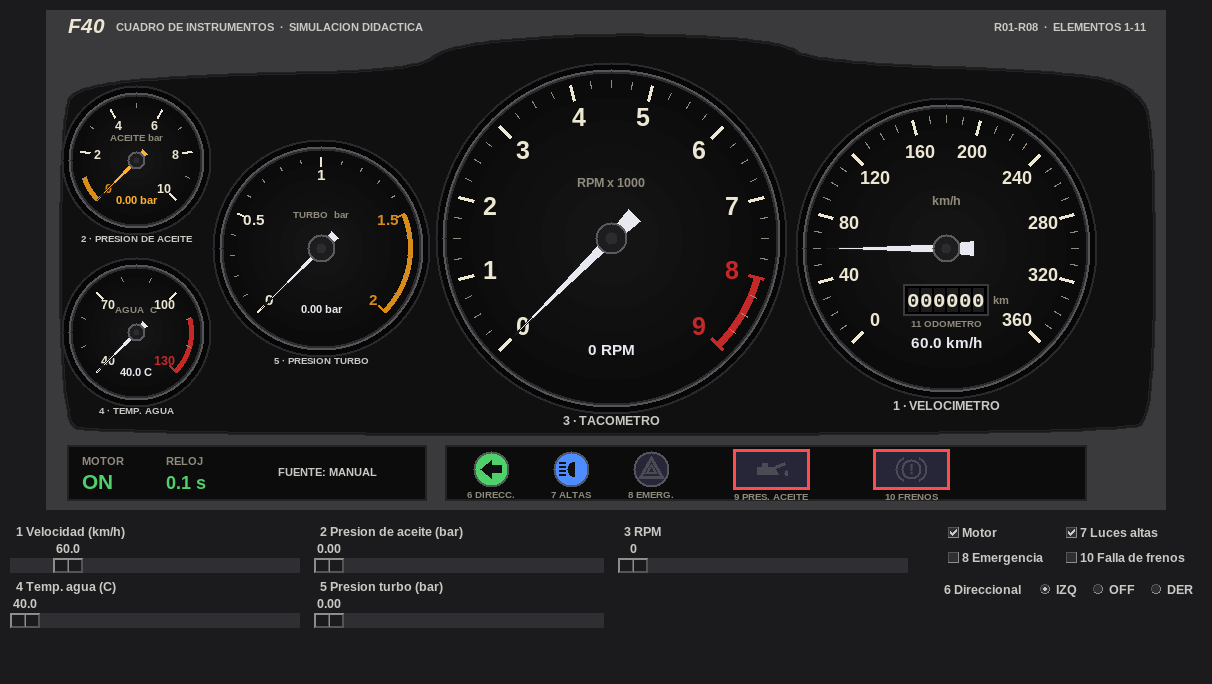 F40 CUADRO DE INSTRUMENTOS · SIMULACION DIDACTICA
R01-R08 · ELEMENTOS 1-11
0 2 4 6 8 10
ACEITE bar
0.00 bar
2 · PRESION DE ACEITE
40 70 100 130
AGUA C
40.0 C
4 · TEMP. AGUA
0 0.5 1 1.5 2
TURBO bar
0.00 bar
5 · PRESION TURBO
0 1 2 3 4 5 6 7 8 9
RPM x 1000
0 RPM
3 · TACOMETRO
0 40 80 120 160 200 240 280 320 360
km/h
000000 km
11 ODOMETRO
60.0 km/h
1 · VELOCIMETRO
MOTOR RELOJ
ON 0.1 s
FUENTE: MANUAL
6 DIRECC. 7 ALTAS 8 EMERG. 9 PRES. ACEITE 10 FRENOS
1 Velocidad (km/h)
60.0
2 Presion de aceite (bar)
0.00
3 RPM
0
4 Temp. agua (C)
40.0
5 Presion turbo (bar)
0.00
Motor 7 Luces altas
8 Emergencia 10 Falla de frenos
6 Direccional IZQ OFF DER